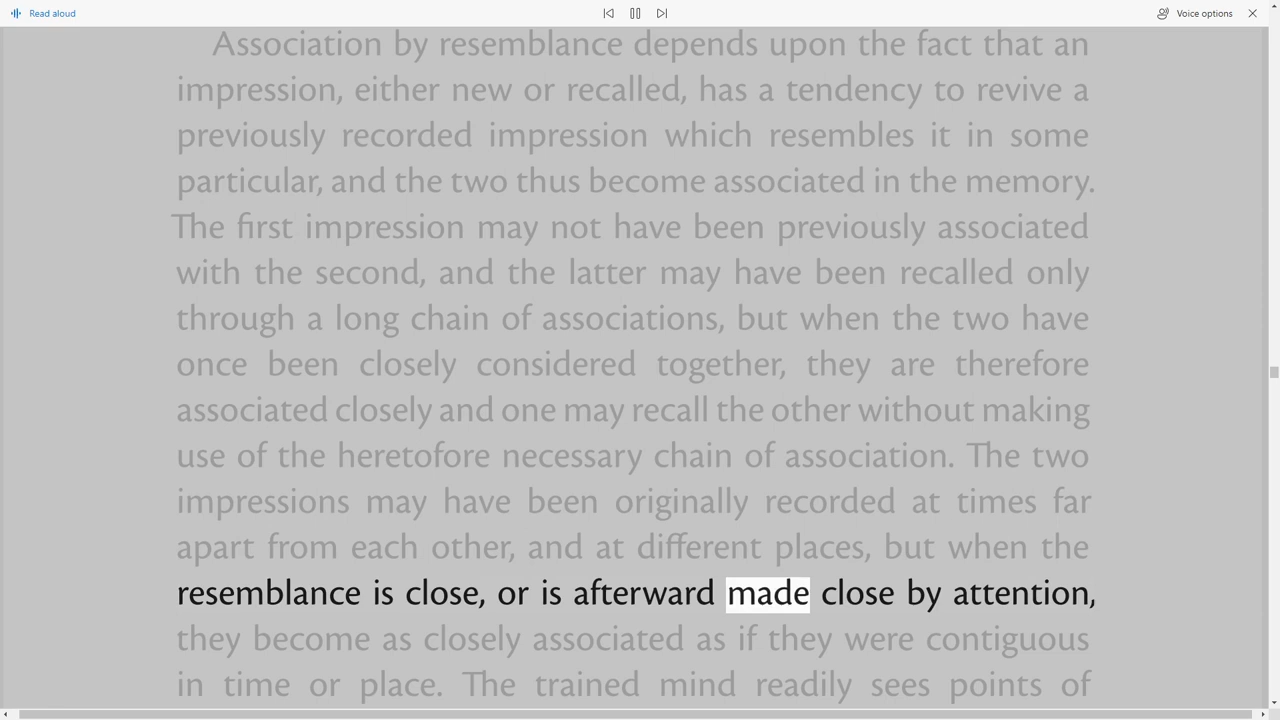 Read aloud
Voice options
Association by resemblance depends upon the fact that an
impression, either new or recalled, has a tendency to revive a
previously recorded impression which resembles it in some
particular, and the two thus become associated in the memory.
The first impression may not have been previously associated
with the second, and the latter may have been recalled only
through a long chain of associations, but when the two have
once been closely considered together, they are therefore
associated closely and one may recall the other without making
use of the heretofore necessary chain of association. The two
impressions may have been originally recorded at times far
apart from each other, and at different places, but when the
resemblance is close, or is afterward made close by attention,
they become as closely associated as if they were contiguous
in time or place. The trained mind readily sees points of